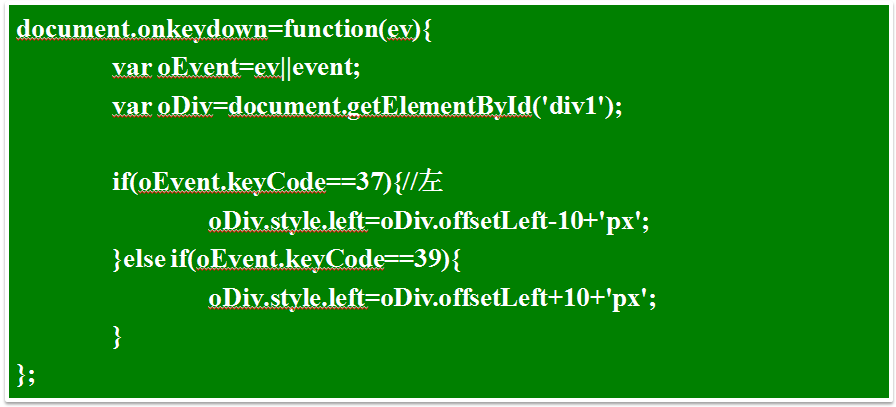 document.onkeydown=function(ev){
var oEvent=ev||event;
var oDiv=document.getElementById('div1');
if(oEvent.keyCode==37){//左
oDiv.style.left=oDiv.offsetLeft-10+'px';
}else if(oEvent.keyCode==39){
oDiv.style.left=oDiv.offsetLeft+10+'px';
}
};